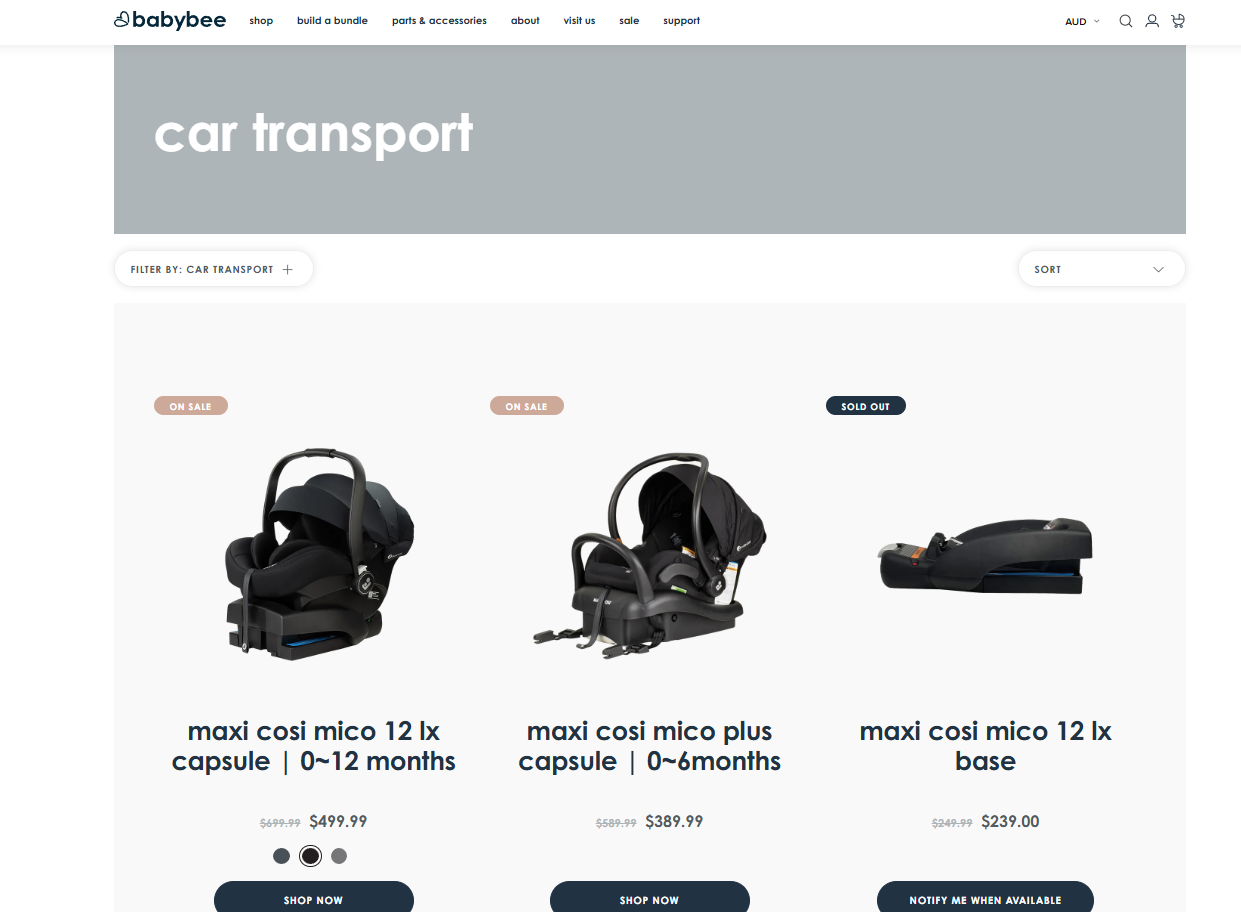 babybee shop build a bundle parts & accessories about visit us sale support AUD
car transport
FILTER BY: CAR TRANSPORT
SORT
ON SALE
ON SALE
SOLD OUT
maxi cosi mico 12 lx
capsule | 0~12 months
maxi cosi mico plus
capsule | 0~6months
maxi cosi mico 12 lx
base
$699.99 $499.99
$589.99 $389.99
$249.99 $239.00
SHOP NOW
SHOP NOW
NOTIFY ME WHEN AVAILABLE